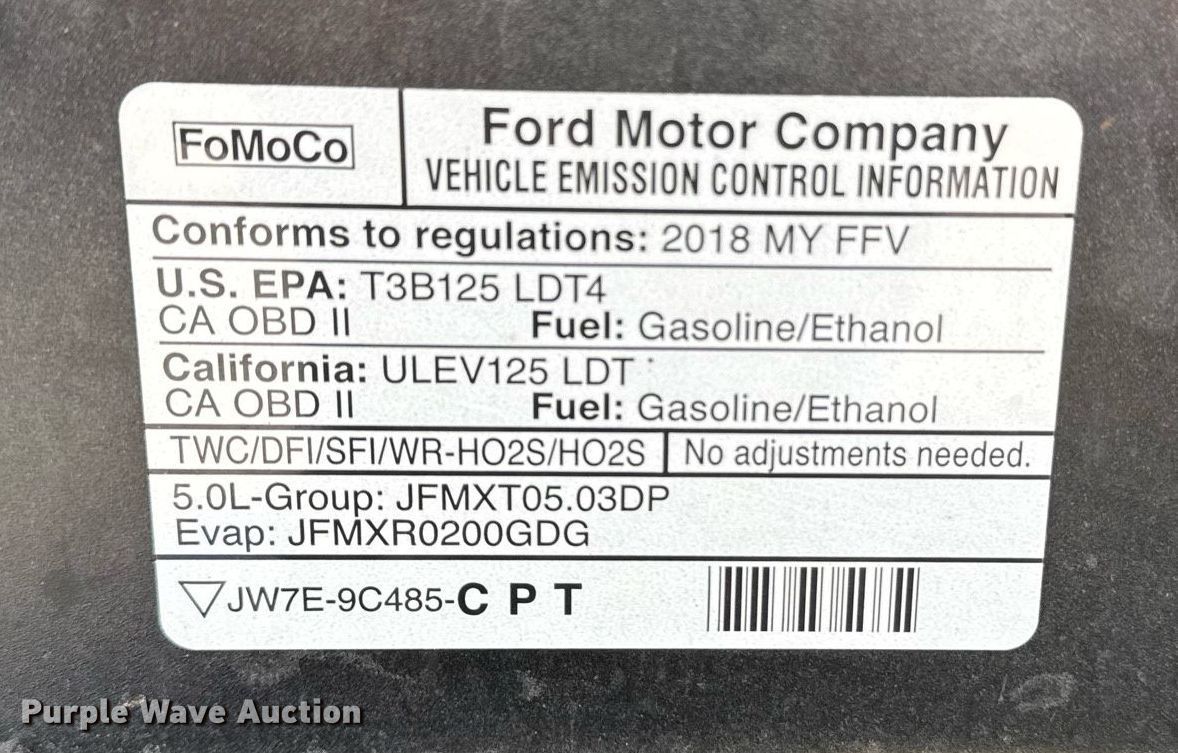 FoMoCo
Ford Motor Company
VEHICLE EMISSION CONTROL INFORMATION
Conforms to regulations: 2018 MY FFV
U.S. EPA: T3B125 LDT4
CA OBD II Fuel: Gasoline/Ethanol
California: ULEV125 LDT
CA OBD II Fuel: Gasoline/Ethanol
TWC/DFI/SFI/WR-HO2S/HO2S No adjustments needed.
5.0L-Group: JFMXT05.03DP
Evap: JFMXR0200GDG
JW7E-9C485-C P T
Purple Wave Auction